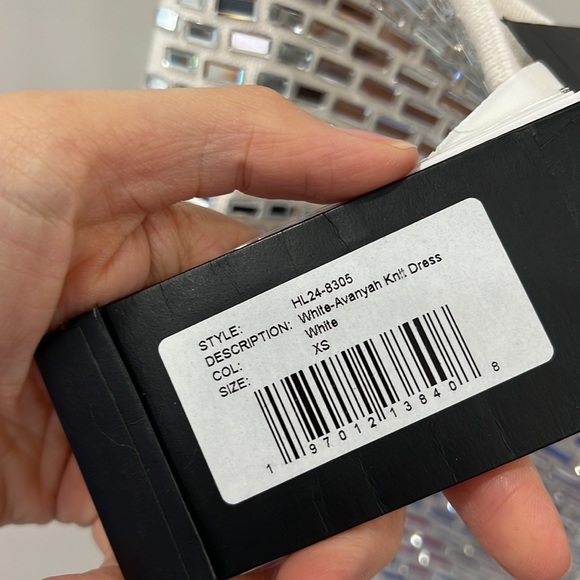 STYLE: HL24-8305
DESCRIPTION: White-Avanyah Knit Dress
COL: White
SIZE: XS
1 97012 13840 8